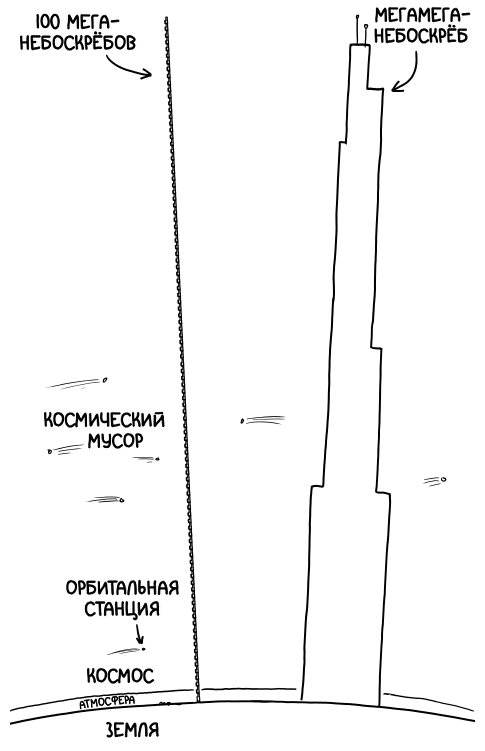 100 МЕГА-
НЕБОСКРЁБОВ
МЕГАМЕГА-
НЕБОСКРЁБ
КОСМИЧЕСКИЙ
МУСОР
ОРБИТАЛЬНАЯ
СТАНЦИЯ
КОСМОС
АТМОСФЕРА
ЗЕМЛЯ